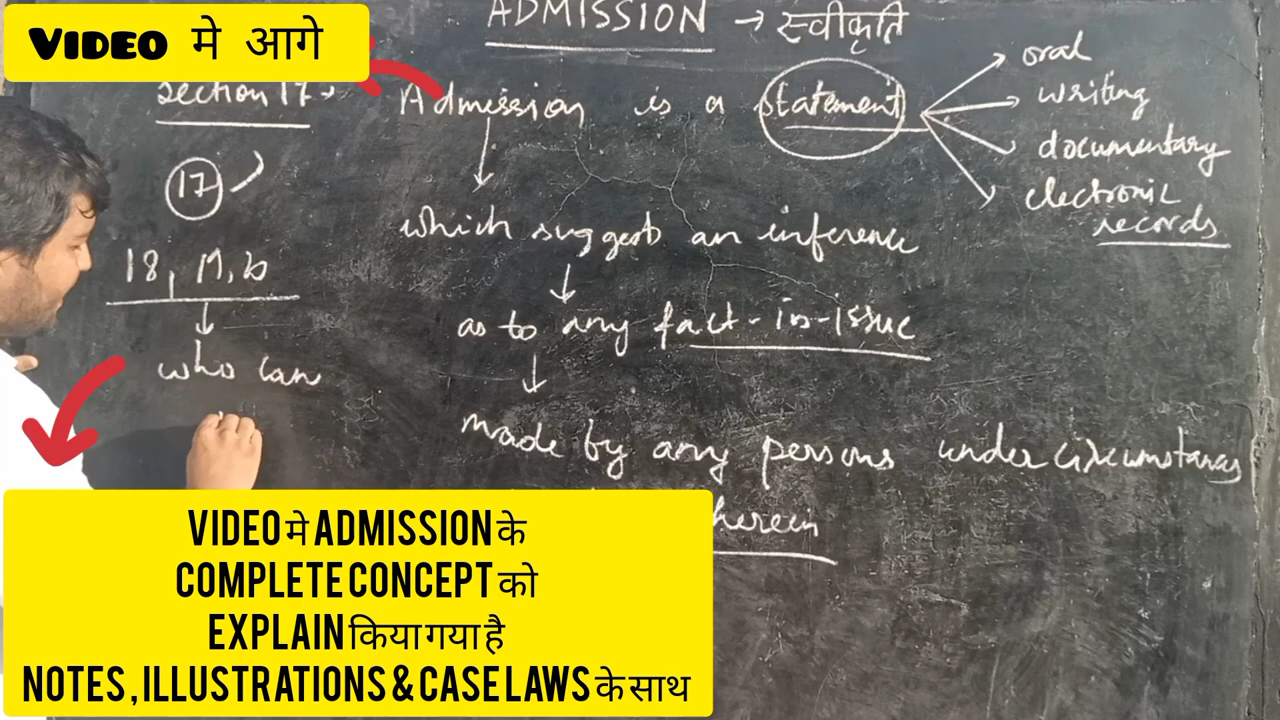 VIDEO मे आगे
ADMISSION → स्वीकृति
Section 17→
Admission is a statement
oral
writing
documentary
electronic
records
17
which suggest an inference
18, 19, 20
as to any fact-in-issue
who can
made by any persons under circumstances
herein
VIDEO मे ADMISSION के
COMPLETE CONCEPT को
EXPLAIN किया गया है
NOTES, ILLUSTRATIONS & CASE LAWS के साथ